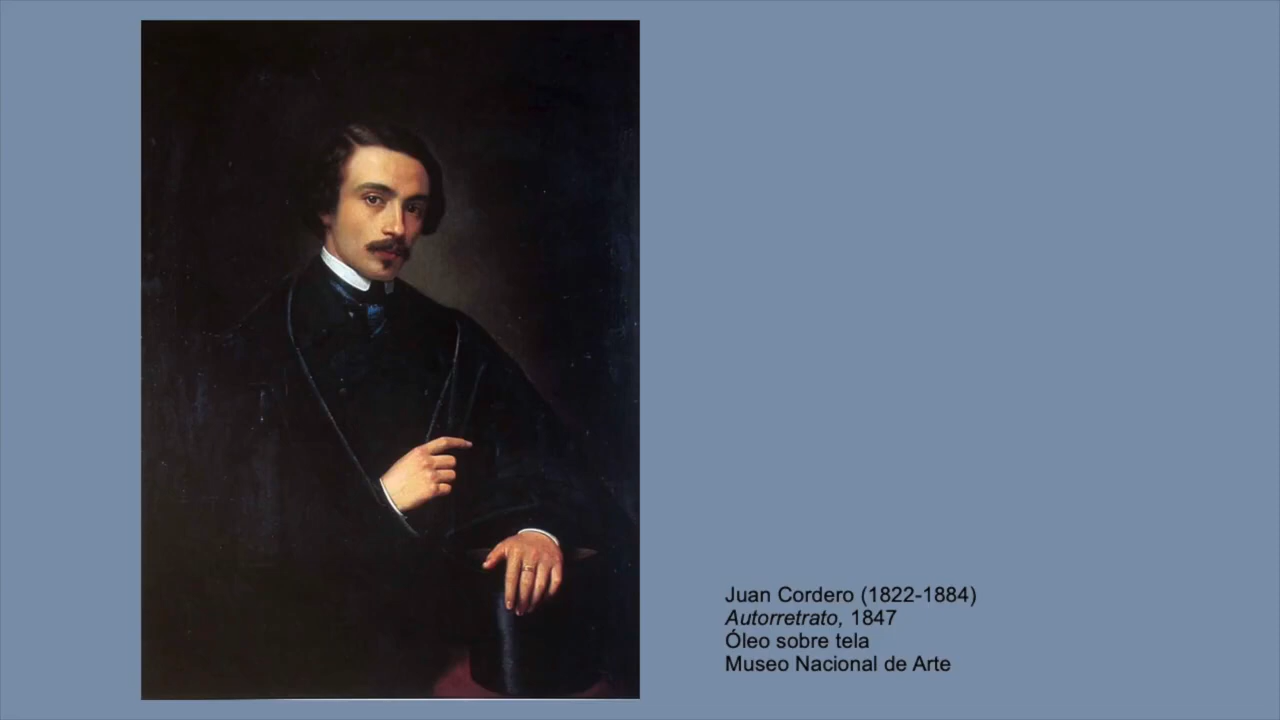 Juan Cordero (1822-1884)
Autorretrato, 1847
Óleo sobre tela
Museo Nacional de Arte